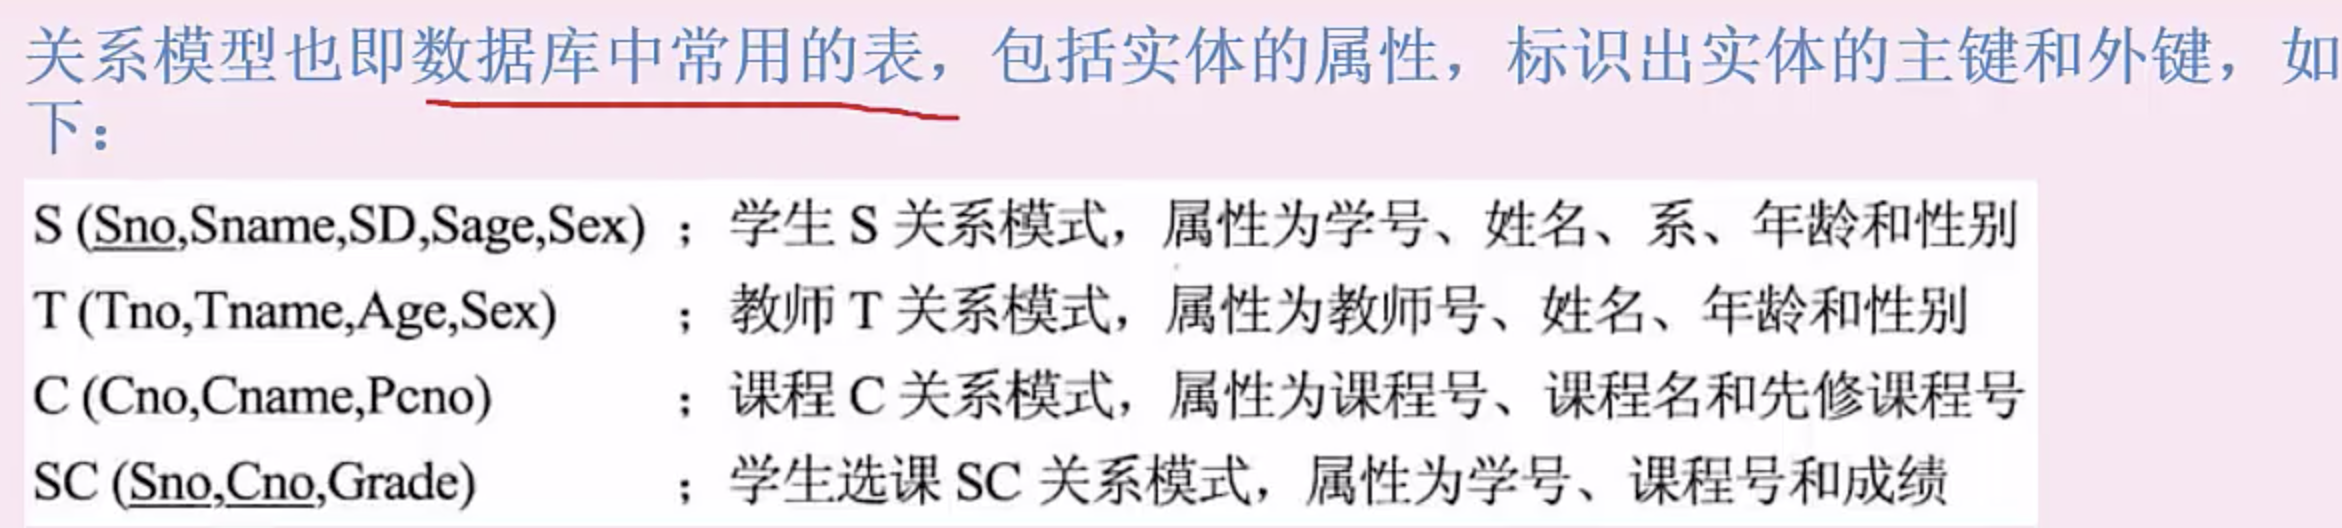 关系模型也即数据库中常用的表，包括实体的属性，标识出实体的主键和外键，如
下：
S (Sno,Sname,SD,Sage,Sex) ； 学生 S 关系模式，属性为学号、姓名、系、年龄和性别
T (Tno,Tname,Age,Sex) ； 教师 T 关系模式，属性为教师号、姓名、年龄和性别
C (Cno,Cname,Pcno) ； 课程 C 关系模式，属性为课程号、课程名和先修课程号
SC (Sno,Cno,Grade) ； 学生选课 SC 关系模式，属性为学号、课程号和成绩